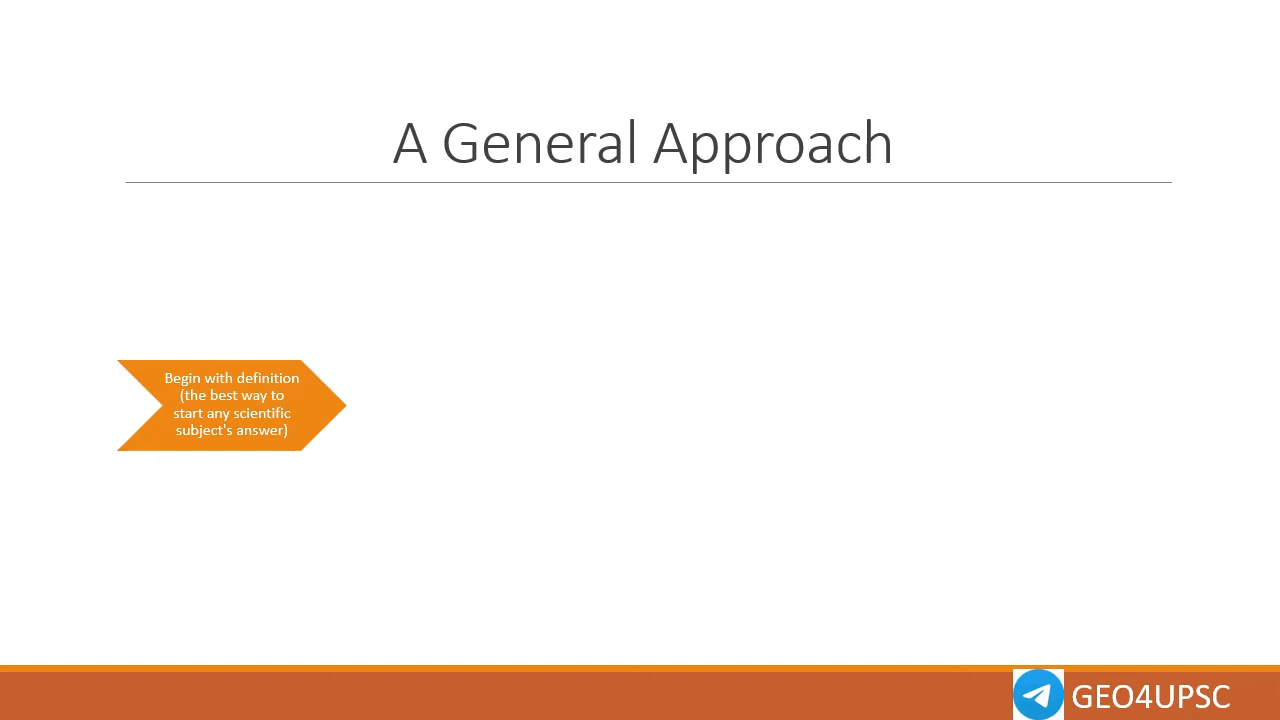 A General Approach
Begin with definition
(the best way to
start any scientific
subject's answer)
GEO4UPSC